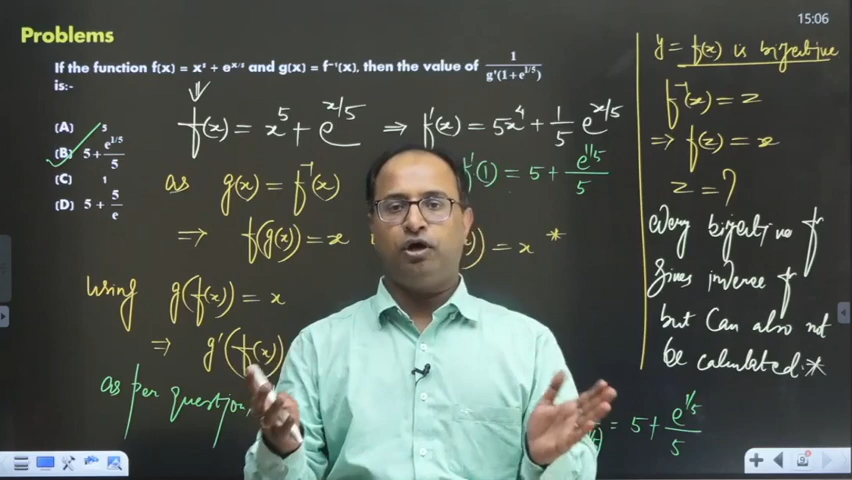 15:06
Problems
If the function f(x) = x⁵ + e^(x/5) and g(x) = f⁻¹(x), then the value of 1/g'(1+e^(1/5))
is:-
(A) 5
(B) 5 + e^(1/5)/5
(C) 1
(D) 5 + 5/e
f(x) = x⁵ + e^(x/5) ⇒ f'(x) = 5x⁴ + 1/5 e^(x/5)
f'(1) = 5 + e^(1/5)/5
as g(x) = f⁻¹(x)
⇒ f(g(x)) = x
) = x *
using g(f(x)) = x
⇒ g'(f(x))
as per question,
= 5 + e^(1/5)/5
y = f(x) is bijective
f⁻¹(x) = z
⇒ f(z) = x
z = ?
every bijective f
gives inverse f
but can also not
be calculated.*